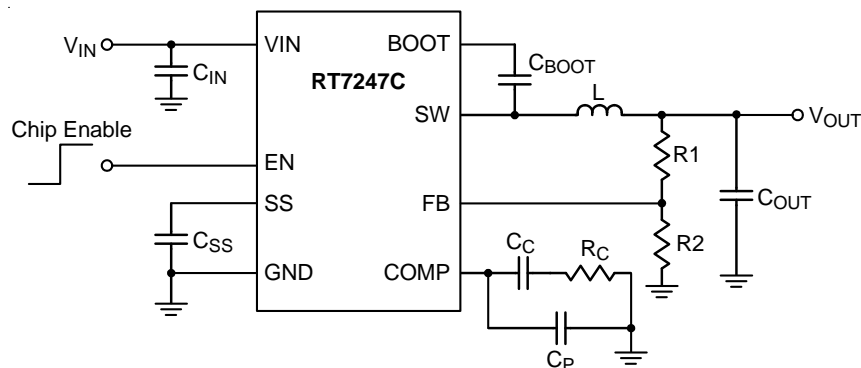 VIN
VIN
BOOT
CIN
CBOOT
RT7247C
L
SW
VOUT
Chip Enable
R1
EN
SS
FB
COUT
CSS
CC
RC
R2
GND
COMP
CP